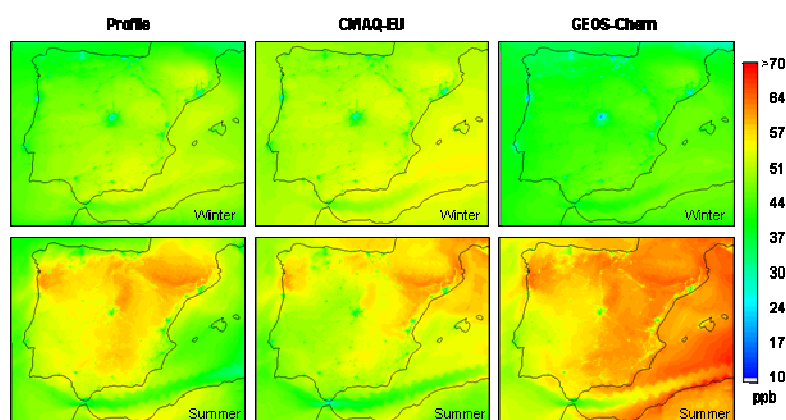 Profile CMAQ-EU GEOS-Chem
Winter Winter Winter
Summer Summer Summer
>70
64
57
51
44
37
30
24
17
10
ppb